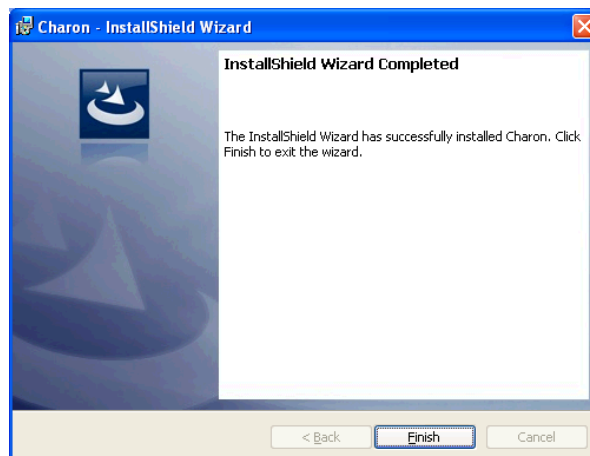 Charon - InstallShield Wizard
InstallShield Wizard Completed
The InstallShield Wizard has successfully installed Charon. Click
Finish to exit the wizard.
< Back
Finish
Cancel